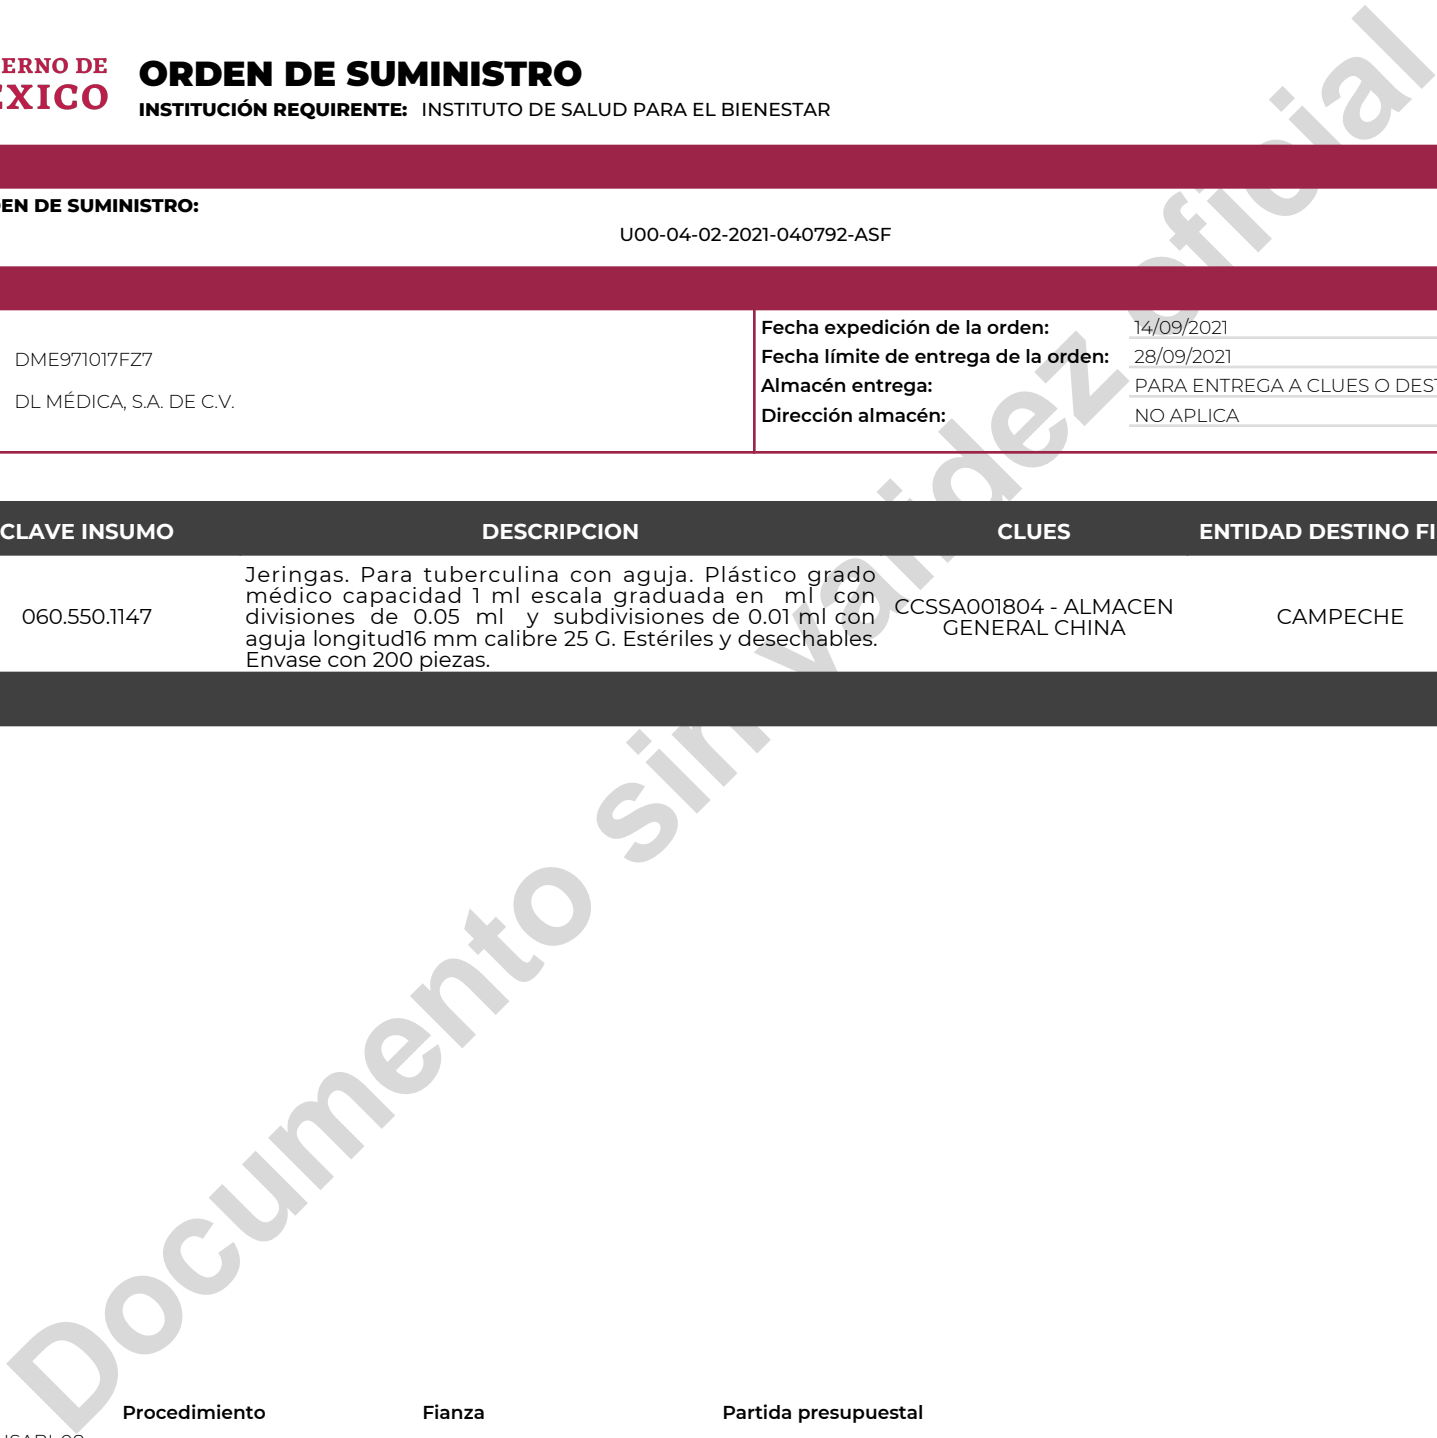 ERNO DE
EXICO
ORDEN DE SUMINISTRO
INSTITUCIÓN REQUIRENTE: INSTITUTO DE SALUD PARA EL BIENESTAR
EN DE SUMINISTRO:
U00-04-02-2021-040792-ASF
DME971017FZ7
DL MÉDICA, S.A. DE C.V.
Fecha expedición de la orden: 14/09/2021
Fecha límite de entrega de la orden: 28/09/2021
Almacén entrega: PARA ENTREGA A CLUES O DEST
Dirección almacén: NO APLICA
CLAVE INSUMO DESCRIPCION CLUES ENTIDAD DESTINO FI
060.550.1147
Jeringas. Para tuberculina con aguja. Plástico grado
médico capacidad 1 ml escala graduada en ml con
divisiones de 0.05 ml y subdivisiones de 0.01 ml con
aguja longitud16 mm calibre 25 G. Estériles y desechables.
Envase con 200 piezas.
CCSSA001804 - ALMACEN
GENERAL CHINA
CAMPECHE
Documento sin validez oficial
Procedimiento Fianza Partida presupuestal